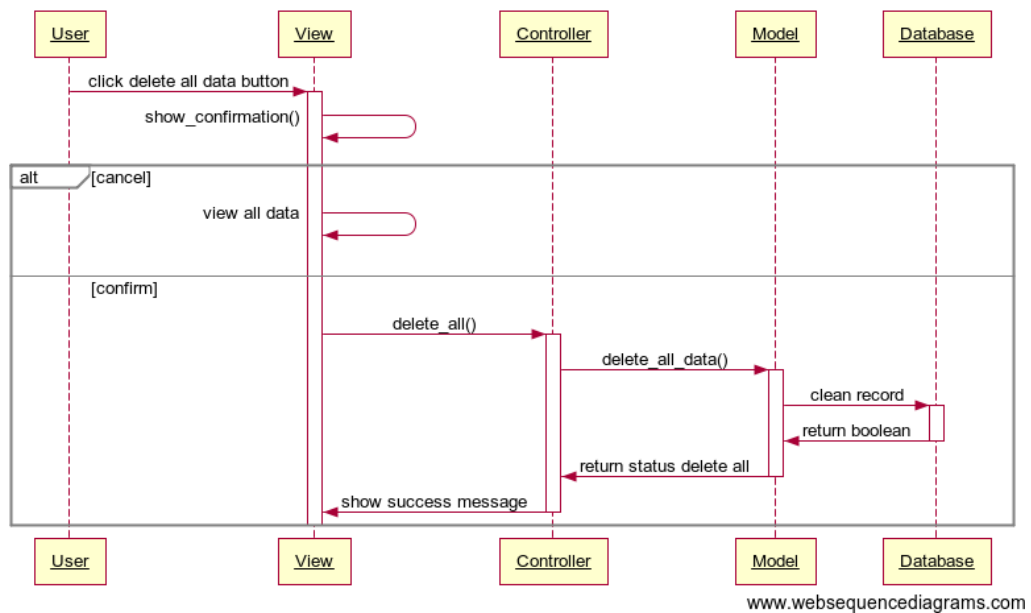 User
View
Controller
Model
Database
click delete all data button
show_confirmation()
alt
[cancel]
view all data
[confirm]
delete_all()
delete_all_data()
clean record
return boolean
return status delete all
show success message
User
View
Controller
Model
Database
www.websequencediagrams.com